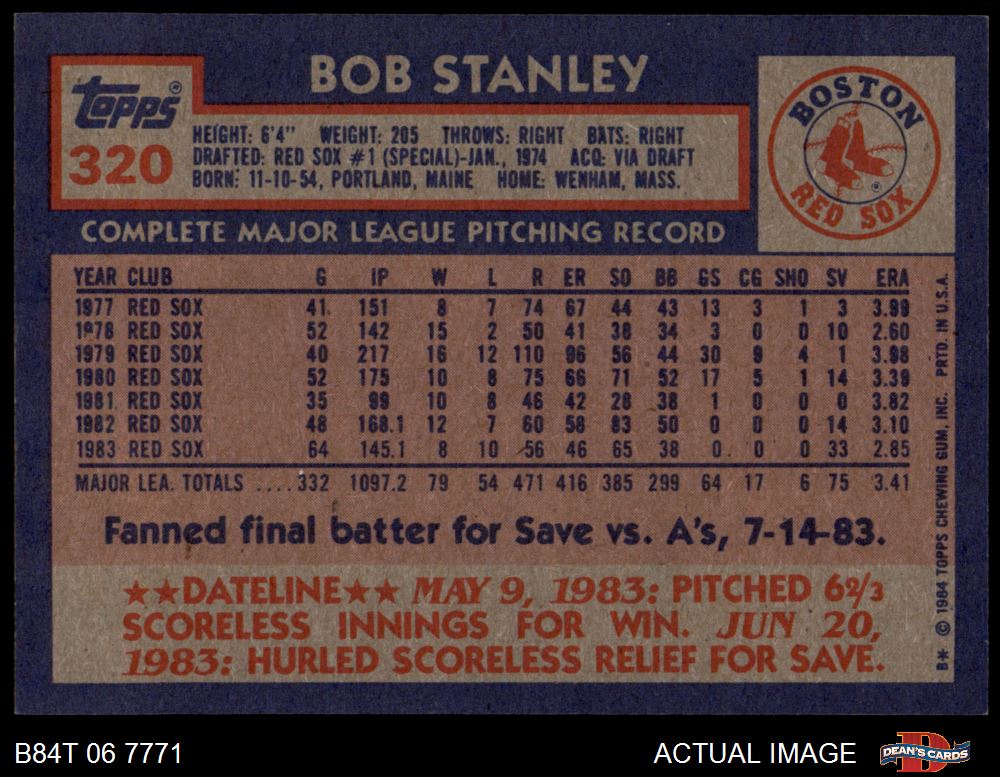 BOB STANLEY
Topps®
320
HEIGHT: 6'4" WEIGHT: 205 THROWS: RIGHT BATS: RIGHT
DRAFTED: RED SOX #1 (SPECIAL)-JAN., 1974 ACQ: VIA DRAFT
BORN: 11-10-54, PORTLAND, MAINE HOME: WENHAM, MASS.
BOSTON
RED SOX
®
COMPLETE MAJOR LEAGUE PITCHING RECORD
YEAR CLUB G IP W L R ER SO BB GS CG SHO SV ERA
1977 RED SOX 41 151 8 7 74 67 44 43 13 3 1 3 3.99
1978 RED SOX 52 142 15 2 50 41 38 34 3 0 0 10 2.60
1979 RED SOX 40 217 16 12 110 96 56 44 30 9 4 1 3.98
1980 RED SOX 52 175 10 8 75 66 71 52 17 5 1 14 3.39
1981 RED SOX 35 99 10 8 46 42 28 38 1 0 0 0 3.82
1982 RED SOX 48 168.1 12 7 60 58 83 50 0 0 0 14 3.10
1983 RED SOX 64 145.1 8 10 56 46 65 38 0 0 0 33 2.85
MAJOR LEA. TOTALS ....332 1097.2 79 54 471 416 385 299 64 17 6 75 3.41
Fanned final batter for Save vs. A's, 7-14-83.
★★DATELINE★★ MAY 9, 1983: PITCHED 6⅔
SCORELESS INNINGS FOR WIN. JUN 20,
1983: HURLED SCORELESS RELIEF FOR SAVE.
B* © 1984 TOPPS CHEWING GUM, INC. PRTD. IN U.S.A.
B84T 06 7771
ACTUAL IMAGE
D
DEAN'S CARDS